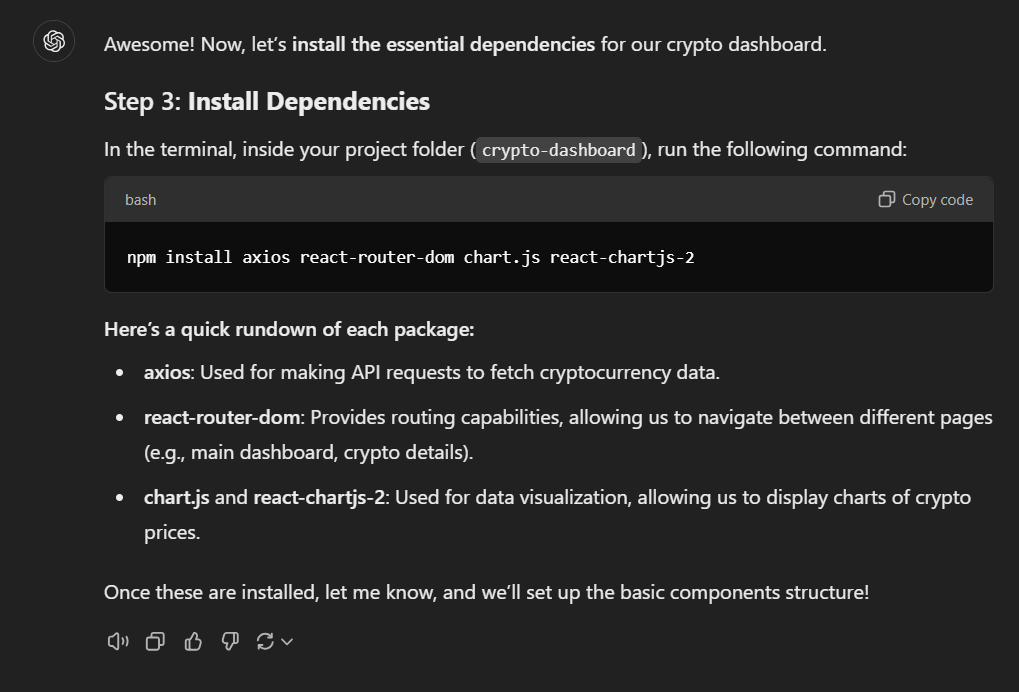 Awesome! Now, let’s install the essential dependencies for our crypto dashboard.
Step 3: Install Dependencies
In the terminal, inside your project folder (crypto-dashboard), run the following command:
bash
Copy code
npm install axios react-router-dom chart.js react-chartjs-2
Here’s a quick rundown of each package:
• axios: Used for making API requests to fetch cryptocurrency data.
• react-router-dom: Provides routing capabilities, allowing us to navigate between different pages
(e.g., main dashboard, crypto details).
• chart.js and react-chartjs-2: Used for data visualization, allowing us to display charts of crypto
prices.
Once these are installed, let me know, and we’ll set up the basic components structure!